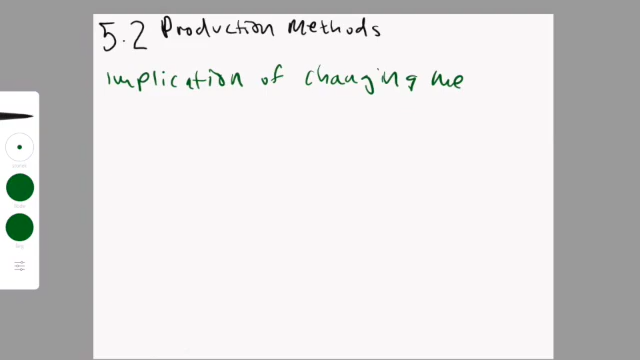 5.2 Production Methods
implication of changing me